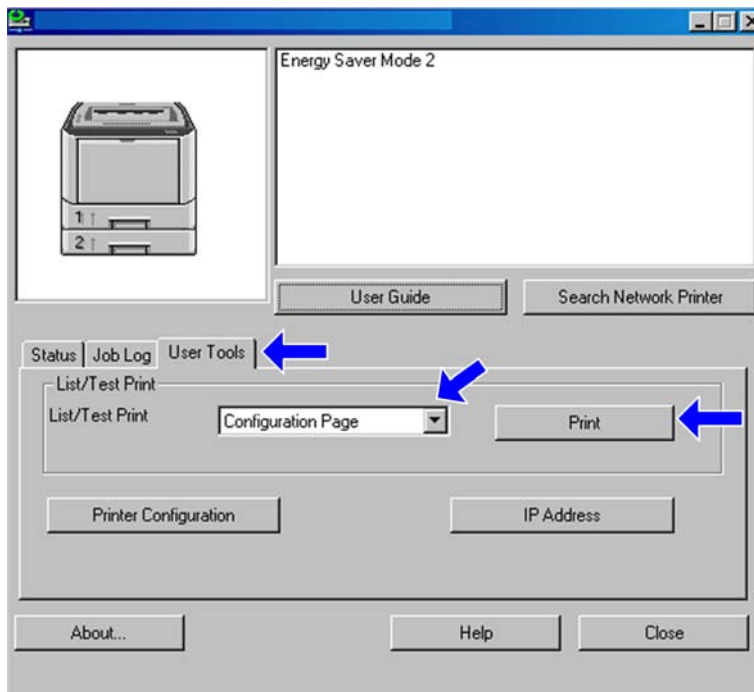 Energy Saver Mode 2
1
2
User Guide
Search Network Printer
Status
Job Log
User Tools
List/Test Print
List/Test Print
Configuration Page
Print
Printer Configuration
IP Address
About...
Help
Close